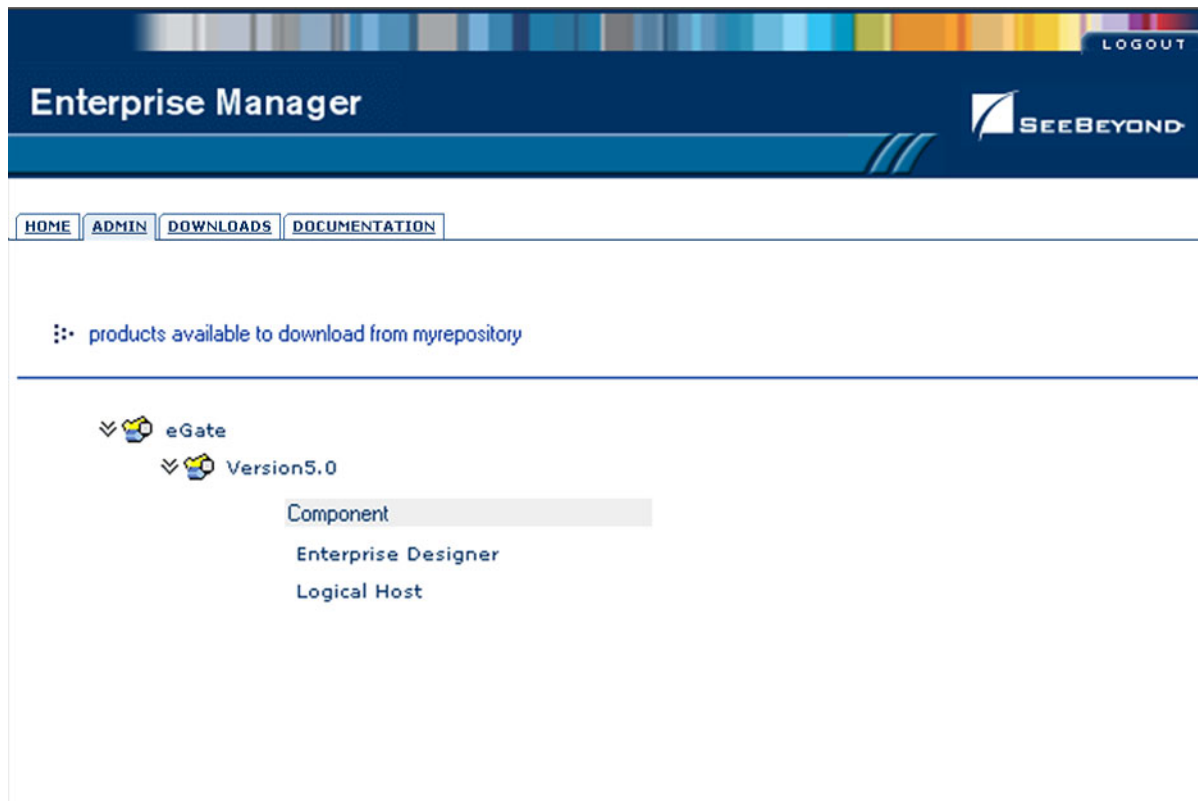 LOGOUT
Enterprise Manager
SEEBEYOND
HOME ADMIN DOWNLOADS DOCUMENTATION
products available to download from myrepository
eGate
Version5.0
Component
Enterprise Designer
Logical Host